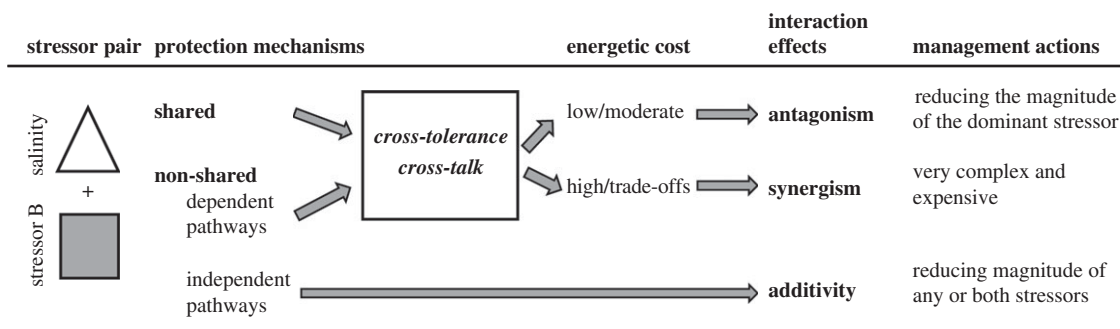 interaction
stressor pair protection mechanisms energetic cost effects management actions
salinity
+
stressor B
shared
non-shared
dependent
pathways
independent
pathways
cross-tolerance
cross-talk
low/moderate
high/trade-offs
antagonism
synergism
additivity
reducing the magnitude
of the dominant stressor
very complex and
expensive
reducing magnitude of
any or both stressors